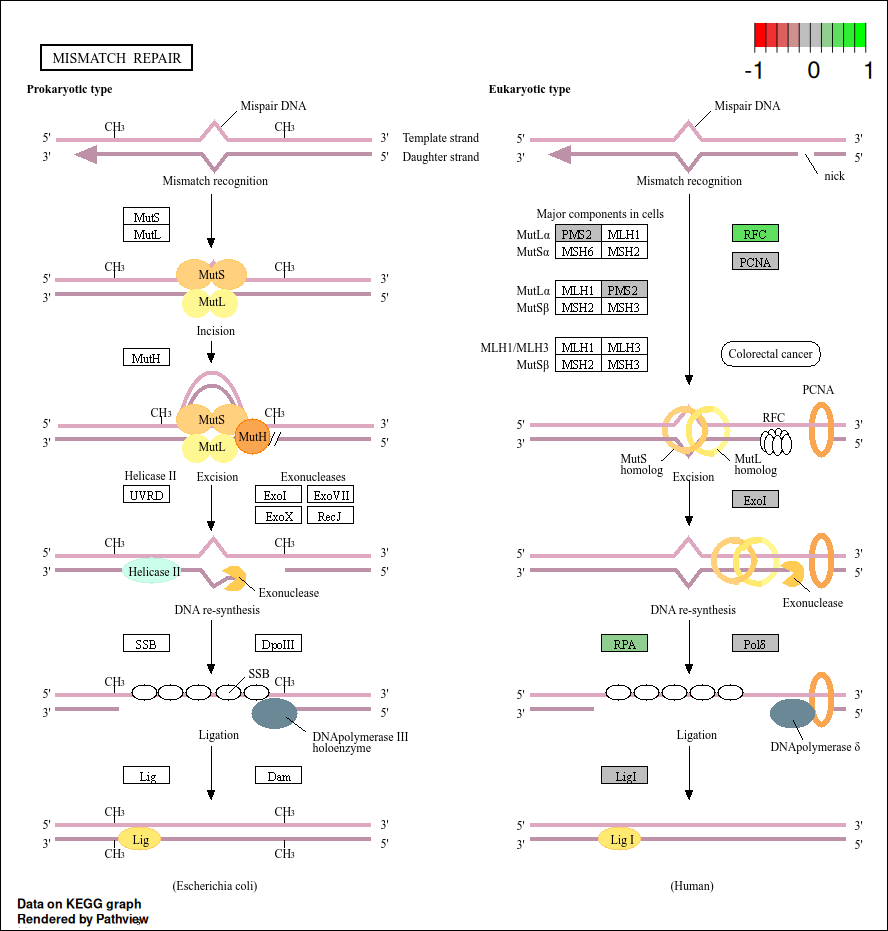 MISMATCH REPAIR
-1 0 1
Prokaryotic type
Mispair DNA
CH3 CH3
5' 3' Template strand
3' 5' Daughter strand
Mismatch recognition
MutS
MutL
CH3 CH3
5' MutS 3'
3' MutL 5'
Incision
MutH
CH3 CH3
5' MutS 3'
3' MutL MutH 5'
Helicase II Excision Exonucleases
UVRD ExoI ExoVII
ExoX RecJ
CH3 CH3
5' 3'
3' Helicase II 5'
Exonuclease
DNA re-synthesis
SSB DpoIII
SSB
CH3 CH3
5' 3'
3' 5'
DNApolymerase III
holoenzyme
Ligation
Lig Dam
CH3 CH3
5' 3'
3' Lig 5'
CH3 CH3
(Escherichia coli)
Eukaryotic type
Mispair DNA
5' 3'
3' 5'
nick
Mismatch recognition
Major components in cells
MutLα PMS2 MLH1 RFC
MutSα MSH6 MSH2
PCNA
MutLα MLH1 PMS2
MutSβ MSH2 MSH3
MLH1/MLH3 MLH1 MLH3
MutSβ MSH2 MSH3
Colorectal cancer
PCNA
RFC
5' 3'
3' 5'
MutS
homolog
MutL
homolog
Excision
ExoI
5' 3'
3' 5'
Exonuclease
DNA re-synthesis
RPA Polδ
5' 3'
3' 5'
Ligation
DNApolymerase δ
LigI
5' 3'
3' Lig I 5'
(Human)
Data on KEGG graph
Rendered by Pathview